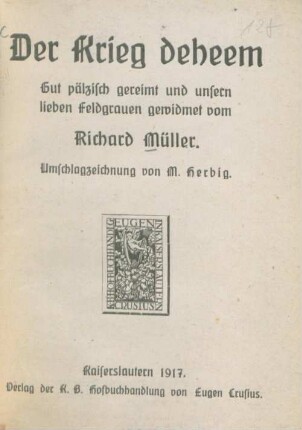 128
Der Krieg deheem
Gut pälzisch gereimt und unsern
lieben Feldgrauen gewidmet vom
Richard Müller.
Umschlagzeichnung von M. Herbig.
EUGEN
CRUSIUS
Kaiserslautern 1917.
Verlag der K. B. Hofbuchhandlung von Eugen Crusius.